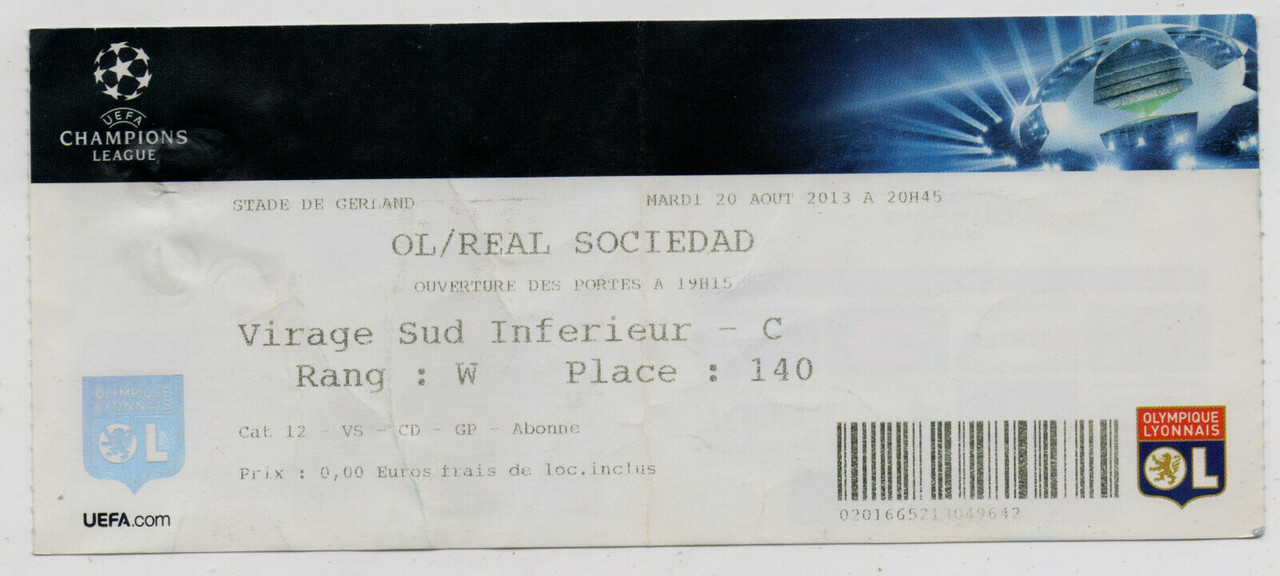 UEFA
CHAMPIONS
LEAGUE
STADE DE GERLAND
MARDI 20 AOUT 2013 A 20H45
OL/REAL SOCIEDAD
OUVERTURE DES PORTES A 19H15
Virage Sud Inferieur - C
Rang : W Place : 140
OLYMPIQUE
LYONNAIS
OL
Cat 12 - VS - CD - GP - Abonne
Prix : 0,00 Euros frais de loc.inclus
UEFA.com
0201665213049642
OLYMPIQUE
LYONNAIS
OL